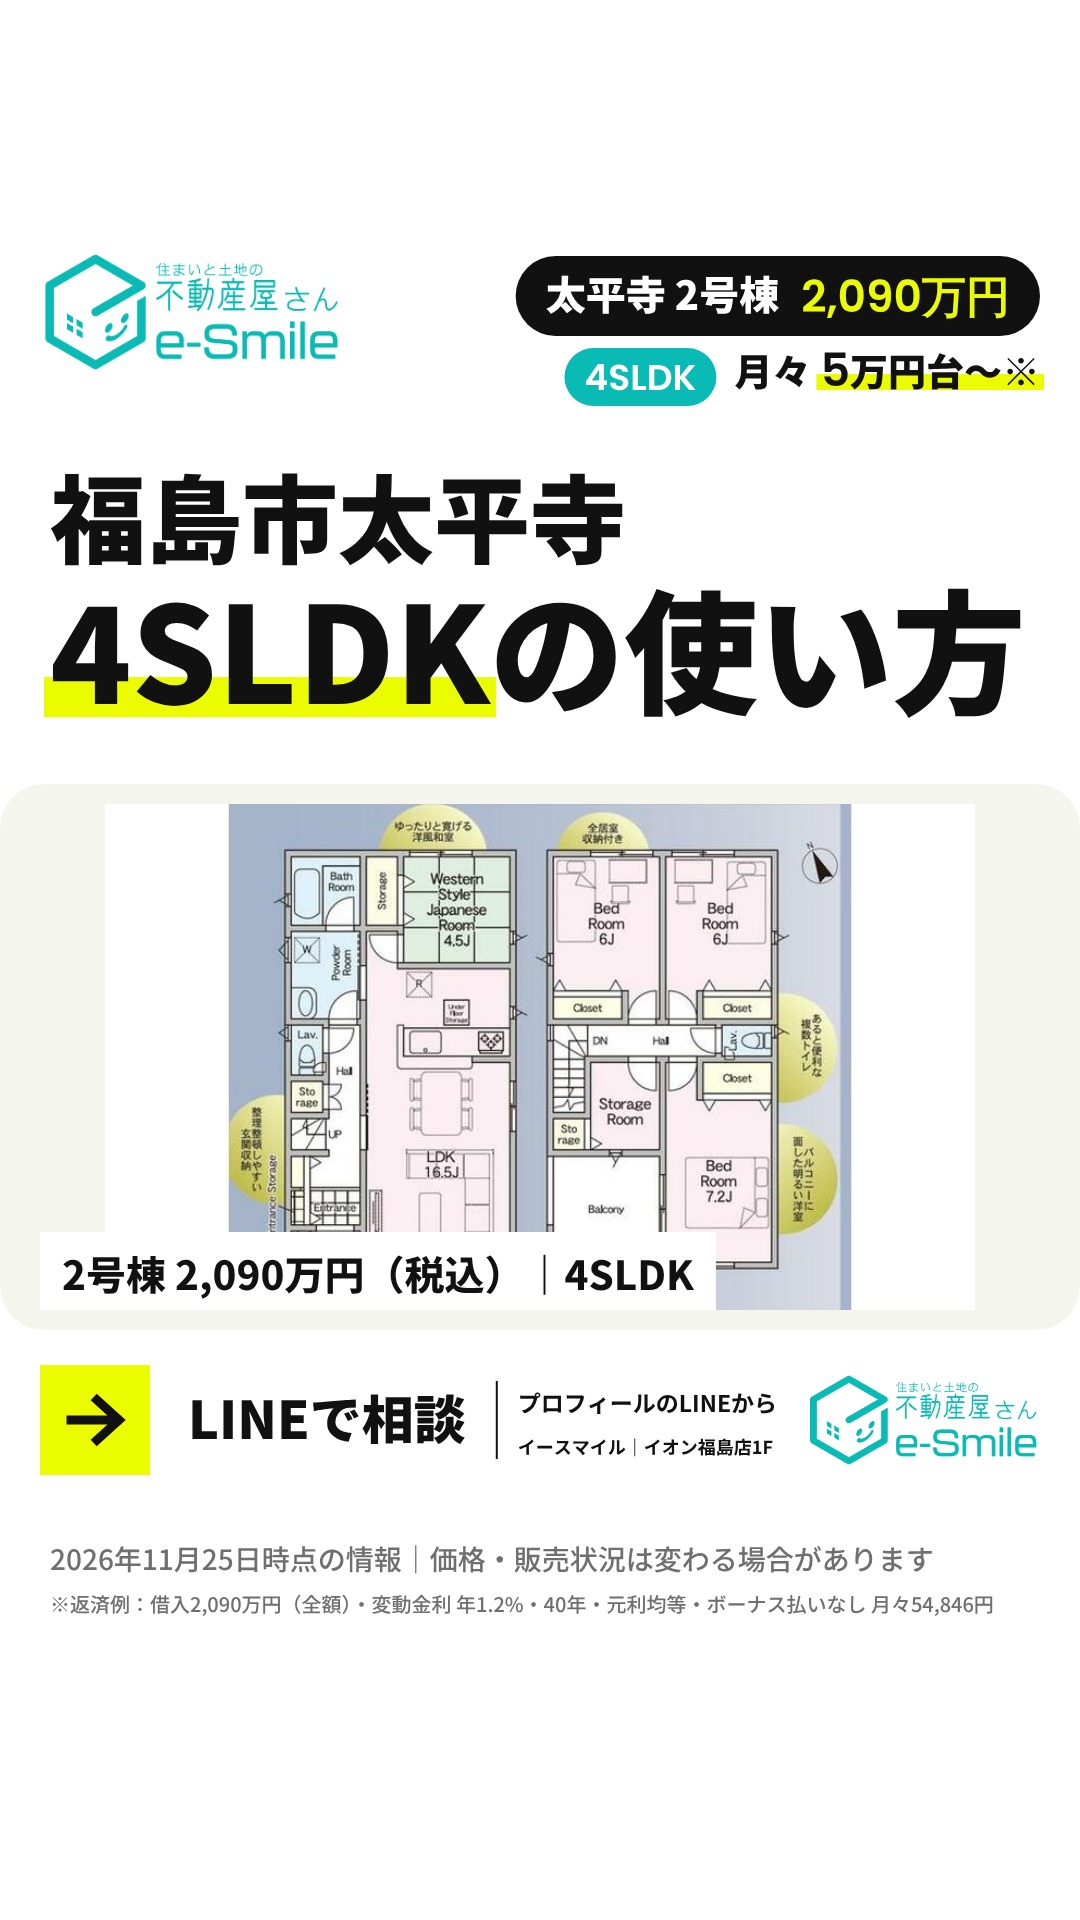 住まいと土地の
不動産屋さん
e-Smile
太平寺 2号棟 2,090万円
4SLDK 月々 5万円台〜※
福島市太平寺
4SLDKの使い方
ゆったりと寛げる
洋風和室
全居室
収納付き
N
Bath
Room
Storage
Western
Style
Japanese
Room
4.5J
Bed
Room
6J
Bed
Room
6J
W
Powder
Room
R
Under
Floor
Storage
Closet
Closet
あると便利な
複数トイレ
Lav.
Hall
DN
Hall
Lav.
Closet
Sto
rage
Storage
Room
整理整頓しやすい
玄関収納
UP
Sto
rage
LDK
16.5J
Bed
Room
7.2J
バルコニーに
面した明るい洋室
Entrance
ntrance Storage
Balcony
2号棟 2,090万円（税込）｜4SLDK
LINEで相談
プロフィールのLINEから
イースマイル｜イオン福島店1F
住まいと土地の
不動産屋さん
e-Smile
2026年11月25日時点の情報｜価格・販売状況は変わる場合があります
※返済例：借入2,090万円（全額）・変動金利 年1.2%・40年・元利均等・ボーナス払いなし 月々54,846円